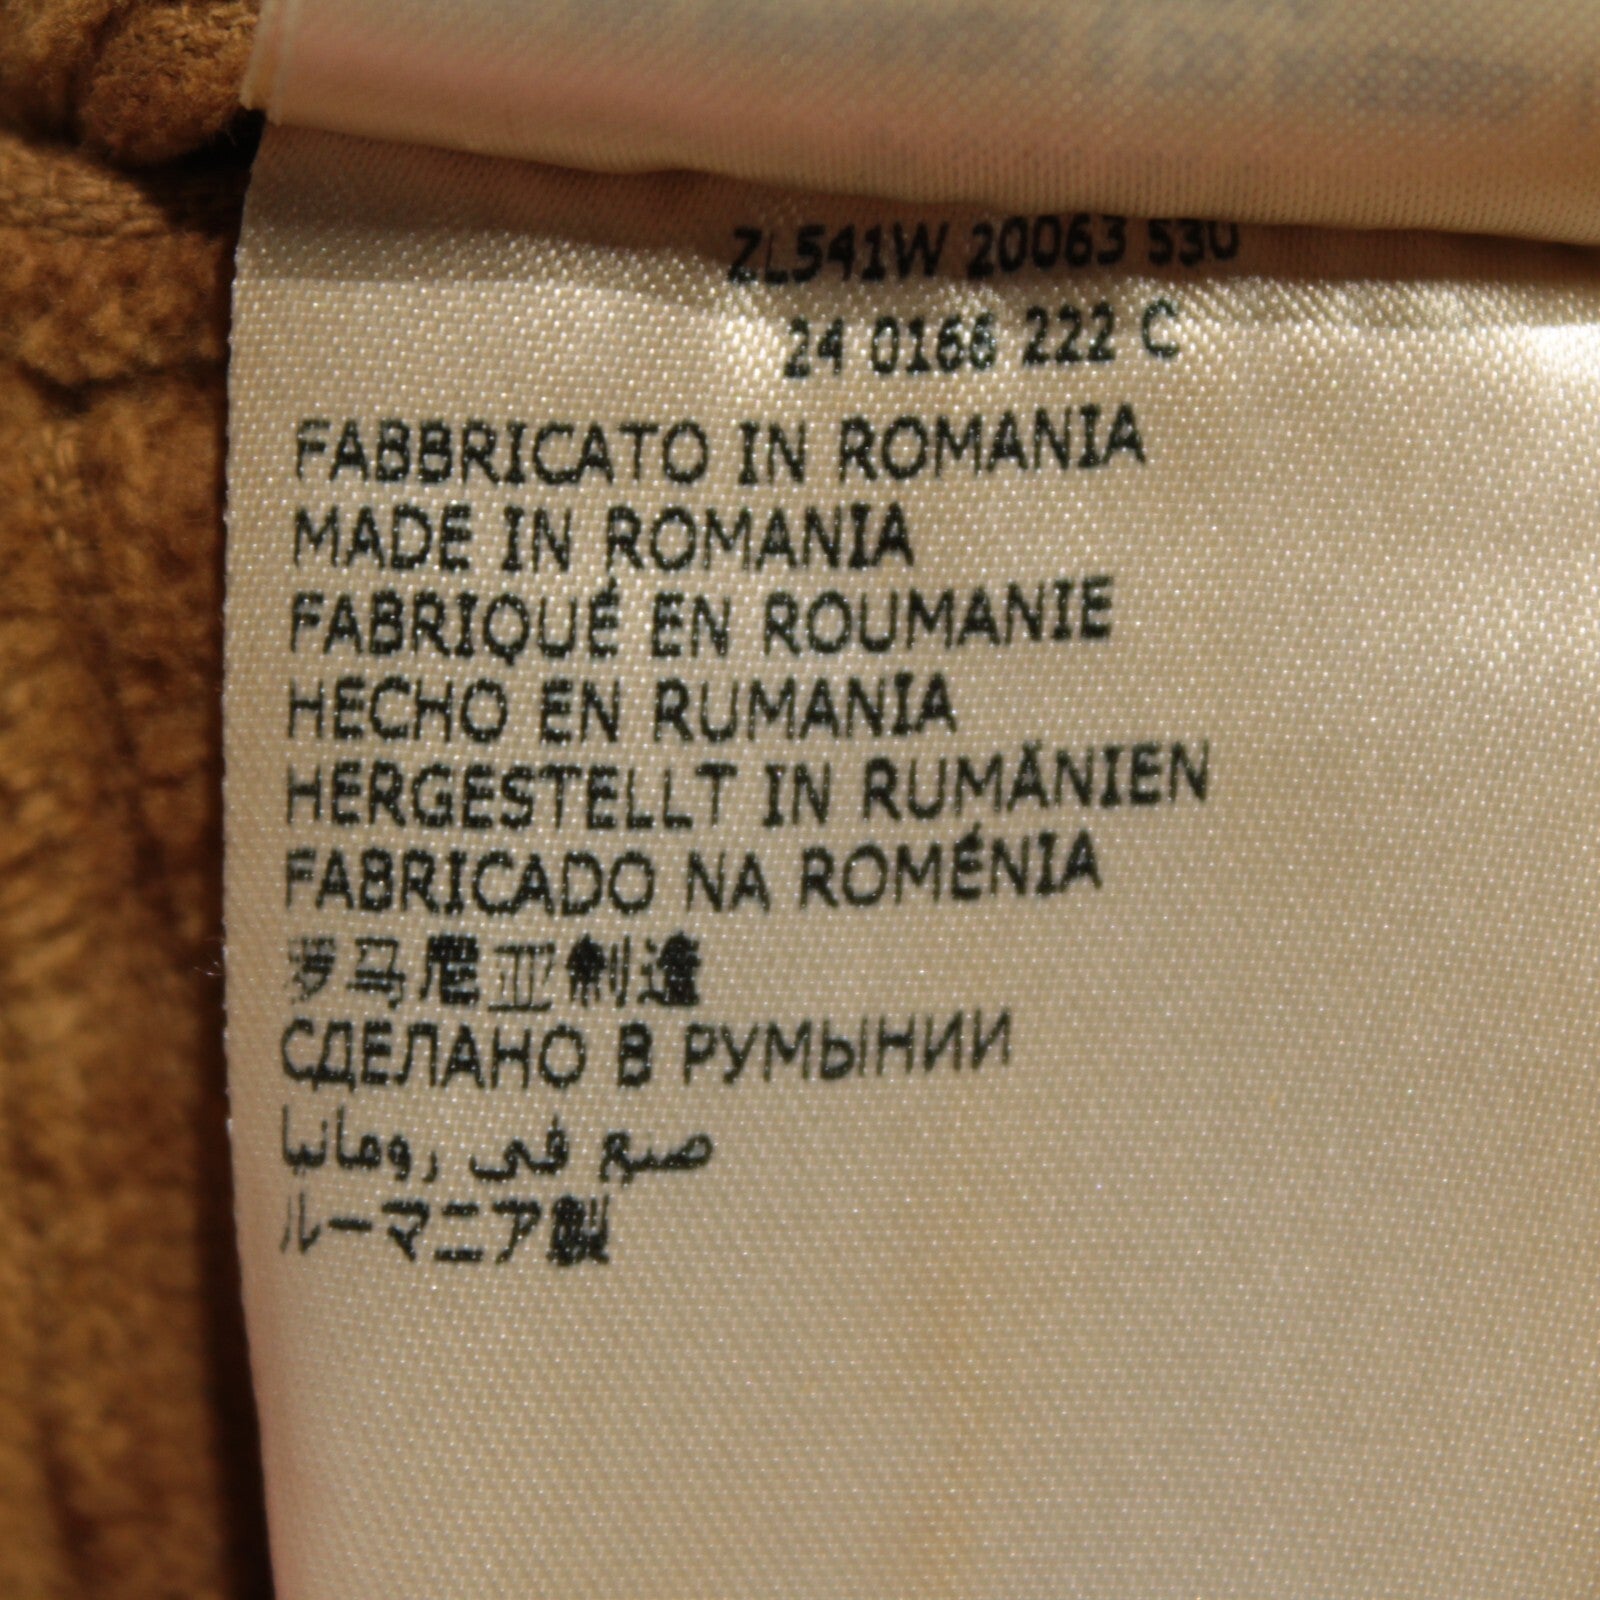 ZL541W 20063 530
24 0166 222 C
FABBRICATO IN ROMANIA
MADE IN ROMANIA
FABRIQUÉ EN ROUMANIE
HECHO EN RUMANIA
HERGESTELLT IN RUMÄNIEN
FABRICADO NA ROMÉNIA
罗马尼亚制造
СДЕЛАНО В РУМЫНИИ
صنع في رومانيا
ルーマニア製